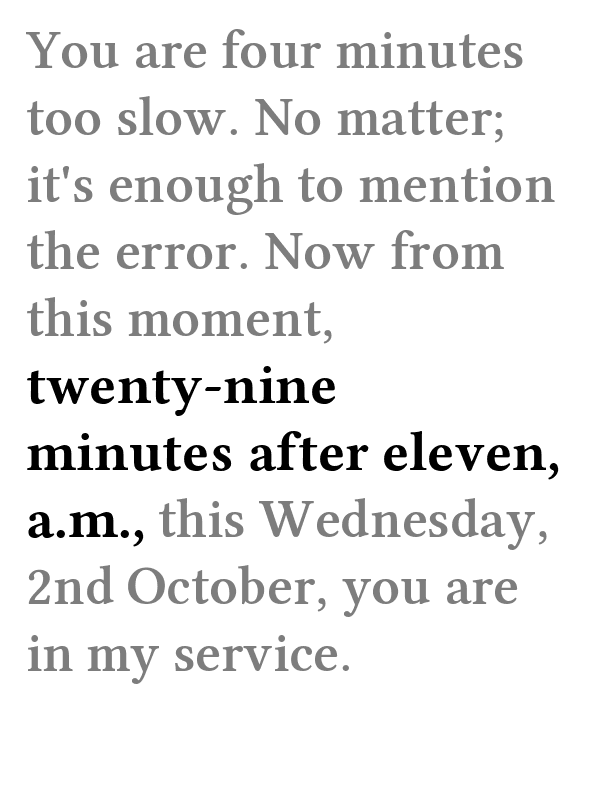 You are four minutes
too slow. No matter;
it's enough to mention
the error. Now from
this moment,
twenty-nine
minutes after eleven,
a.m., this Wednesday,
2nd October, you are
in my service.